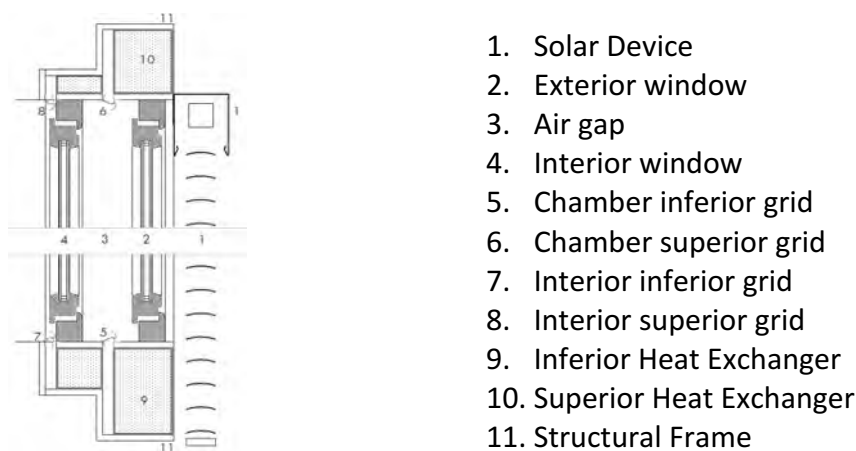 11
10
8
6
1
4 3 2 1
7
5
9
11
1. Solar Device
2. Exterior window
3. Air gap
4. Interior window
5. Chamber inferior grid
6. Chamber superior grid
7. Interior inferior grid
8. Interior superior grid
9. Inferior Heat Exchanger
10. Superior Heat Exchanger
11. Structural Frame